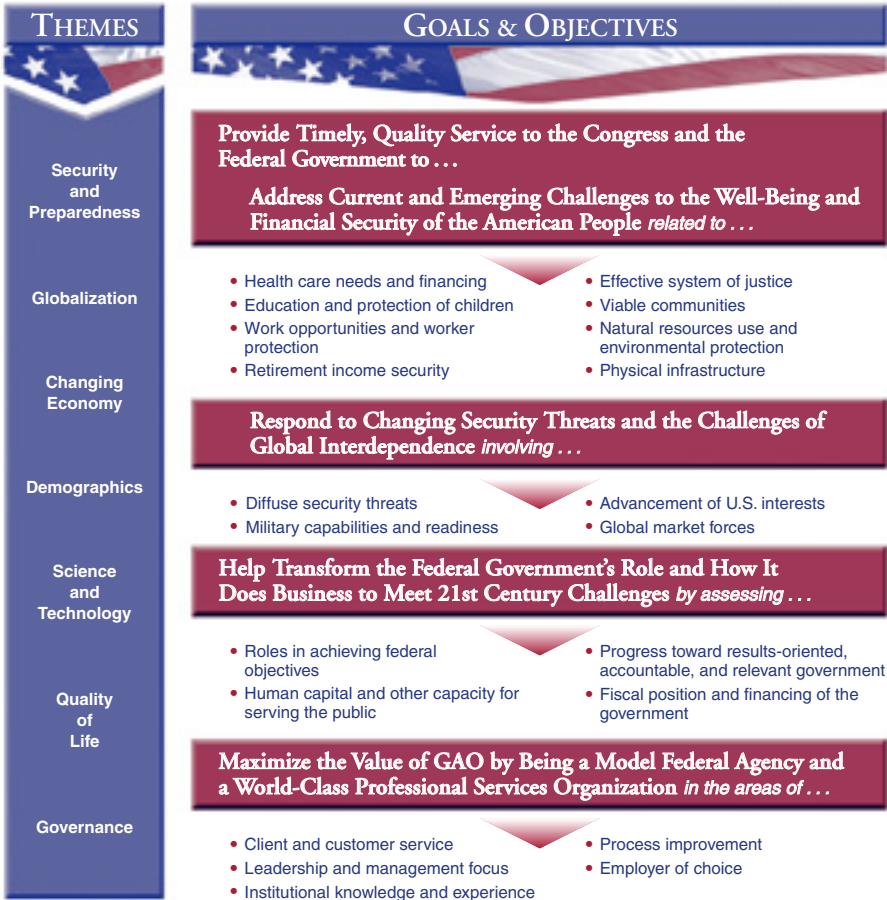 THEMES
Security
and
Preparedness
Globalization
Changing
Economy
Demographics
Science
and
Technology
Quality
of
Life
Governance
GOALS & OBJECTIVES
Provide Timely, Quality Service to the Congress and the
Federal Government to . . .
Address Current and Emerging Challenges to the Well-Being and
Financial Security of the American People related to . . .
• Health care needs and financing
• Education and protection of children
• Work opportunities and worker
protection
• Retirement income security
• Effective system of justice
• Viable communities
• Natural resources use and
environmental protection
• Physical infrastructure
Respond to Changing Security Threats and the Challenges of
Global Interdependence involving . . .
• Diffuse security threats
• Military capabilities and readiness
• Advancement of U.S. interests
• Global market forces
Help Transform the Federal Government's Role and How It
Does Business to Meet 21st Century Challenges by assessing . . .
• Roles in achieving federal
objectives
• Human capital and other capacity for
serving the public
• Progress toward results-oriented,
accountable, and relevant government
• Fiscal position and financing of the
government
Maximize the Value of GAO by Being a Model Federal Agency and
a World-Class Professional Services Organization in the areas of . . .
• Client and customer service
• Leadership and management focus
• Institutional knowledge and experience
• Process improvement
• Employer of choice